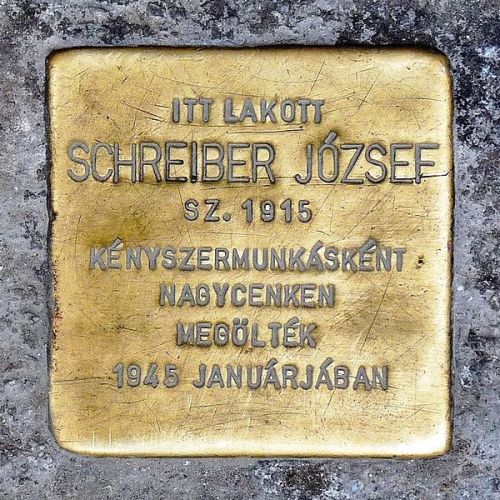 ITT LAKOTT
SCHREIBER JÓZSEF
SZ. 1915
KÉNYSZERMUNKÁSKÉNT
NAGYCENKEN
MEGÖLTÉK
1945 JANUÁRJÁBAN